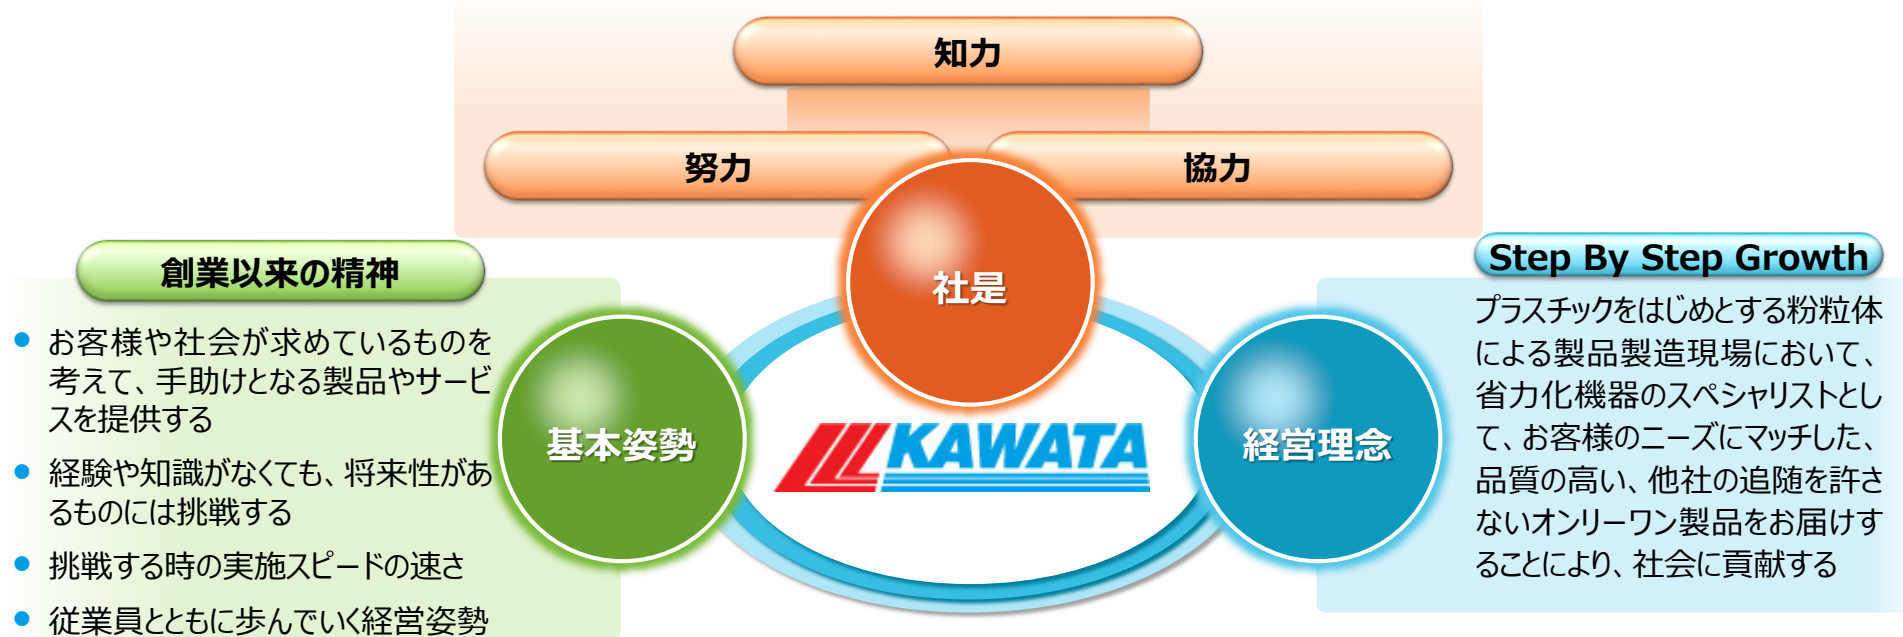 知力
努力
協力
社是
創業以来の精神
お客様や社会が求めているものを
考えて、手助けとなる製品やサービ
スを提供する
経験や知識がなくても、将来性があ
るものには挑戦する
挑戦する時の実施スピードの速さ
従業員とともに歩んでいく経営姿勢
基本姿勢
KAWATA
経営理念
Step By Step Growth
プラスチックをはじめとする粉粒体
による製品製造現場において、
省力化機器のスペシャリストとし
て、お客様のニーズにマッチした、
品質の高い、他社の追随を許さ
ないオンリーワン製品をお届けす
ることにより、社会に貢献する